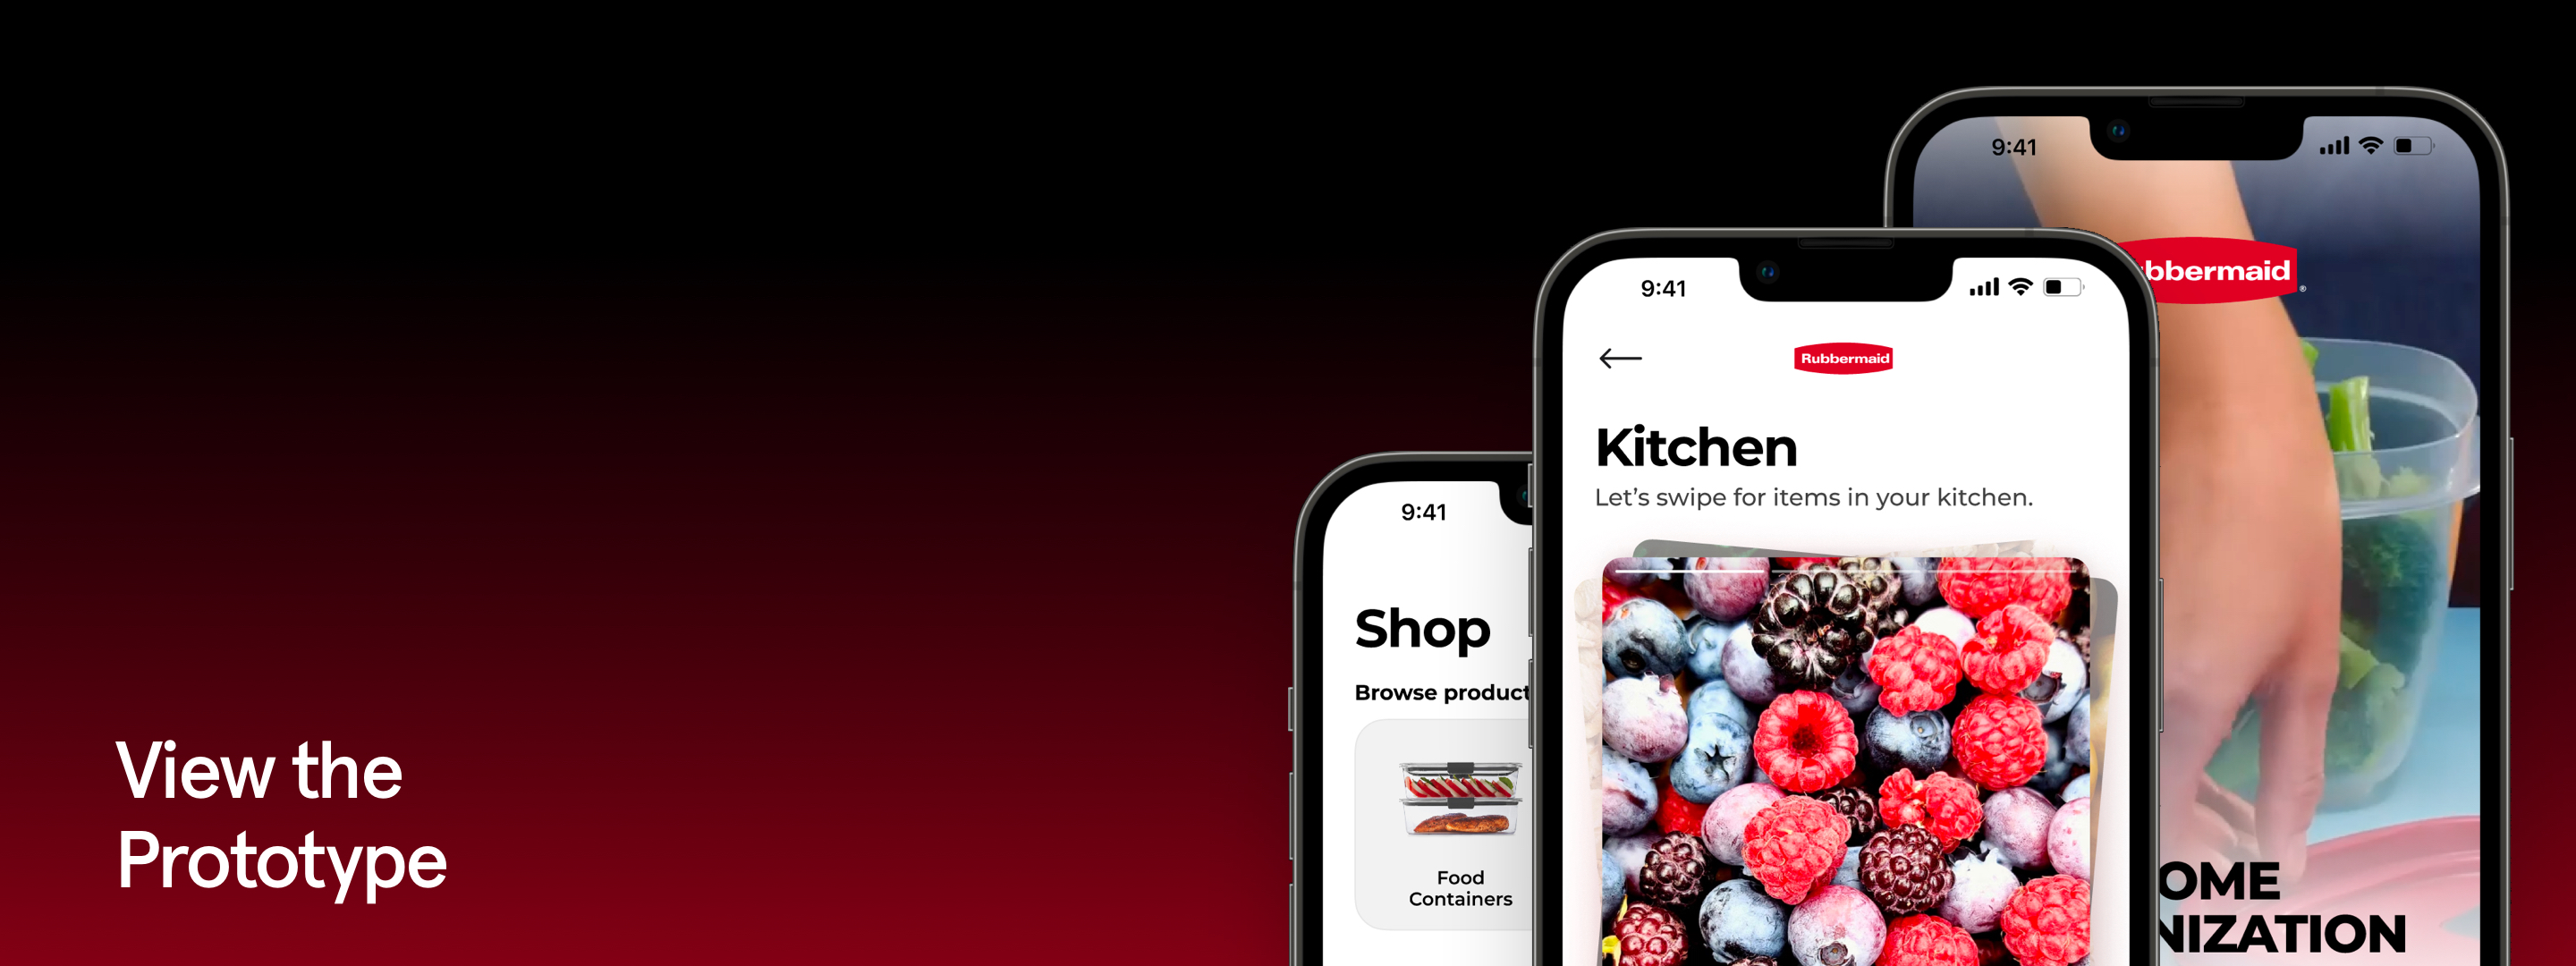 View the
Prototype
9:41
Shop
Browse product
Food
Containers
9:41
Rubbermaid
Kitchen
Let’s swipe for items in your kitchen.
9:41
bbermaid
®
OME
NIZATION